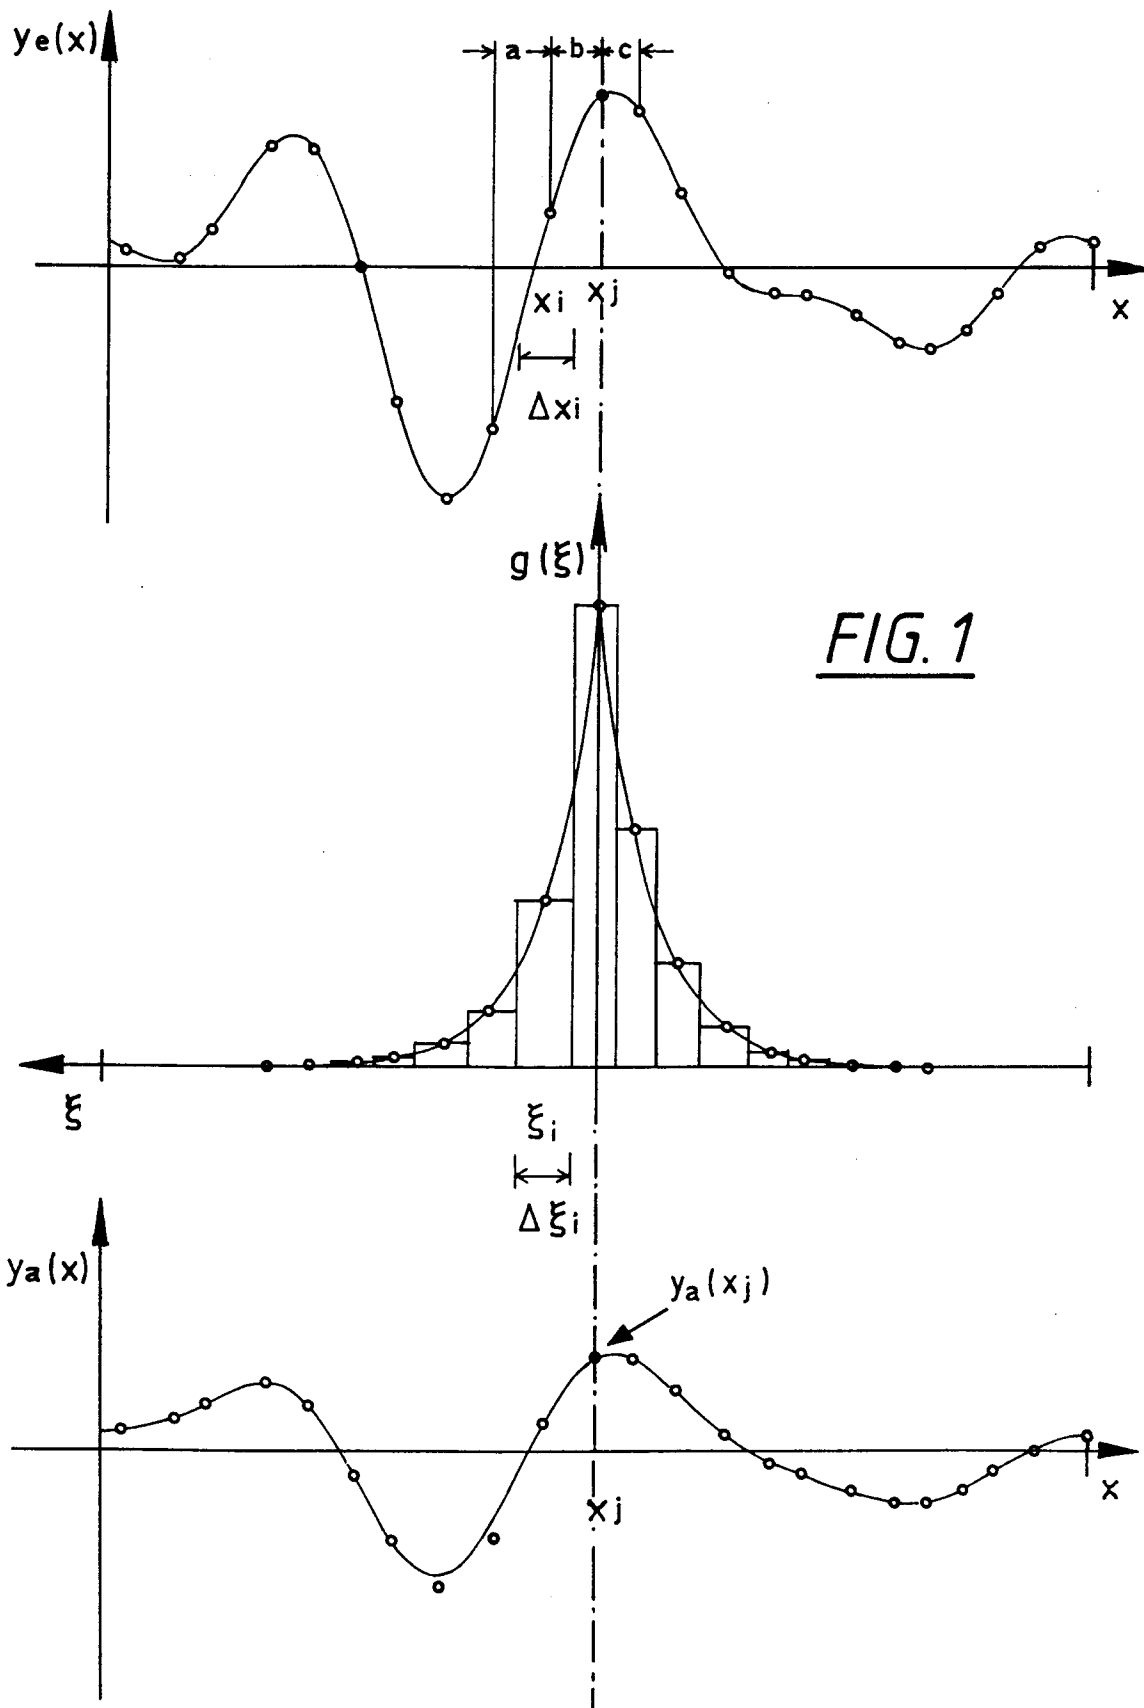 ye(x)
a b c
xi xj
x
Δxi
g(ξ)
FIG. 1
ξ
ξi
Δξi
ya(x)
ya(xj)
xj
x